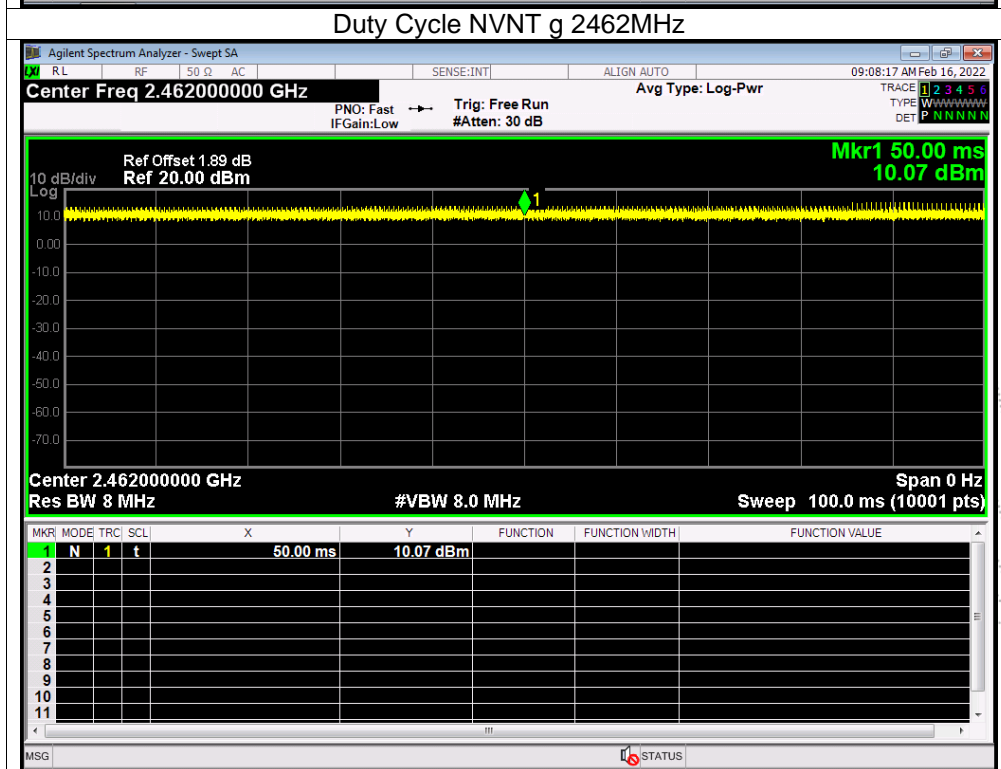 Duty Cycle NVNT g 2462MHz
Agilent Spectrum Analyzer - Swept SA
LXI RL RF 50 Ω AC SENSE:INT ALIGN AUTO 09:08:17 AM Feb 16, 2022
Center Freq 2.462000000 GHz Avg Type: Log-Pwr TRACE 1 2 3 4 5 6
PNO: Fast Trig: Free Run TYPE WWWWWW
IFGain:Low #Atten: 30 dB DET P N N N N N
Mkr1 50.00 ms
Ref Offset 1.89 dB
10 dB/div Ref 20.00 dBm 10.07 dBm
Log
1
10.0
0.00
-10.0
-20.0
-30.0
-40.0
-50.0
-60.0
-70.0
Center 2.462000000 GHz Span 0 Hz
Res BW 8 MHz #VBW 8.0 MHz Sweep 100.0 ms (10001 pts)
MKR MODE TRC SCL X Y FUNCTION FUNCTION WIDTH FUNCTION VALUE
1 N 1 t 50.00 ms 10.07 dBm
2
3
4
5
6
7
8
9
10
11
MSG STATUS